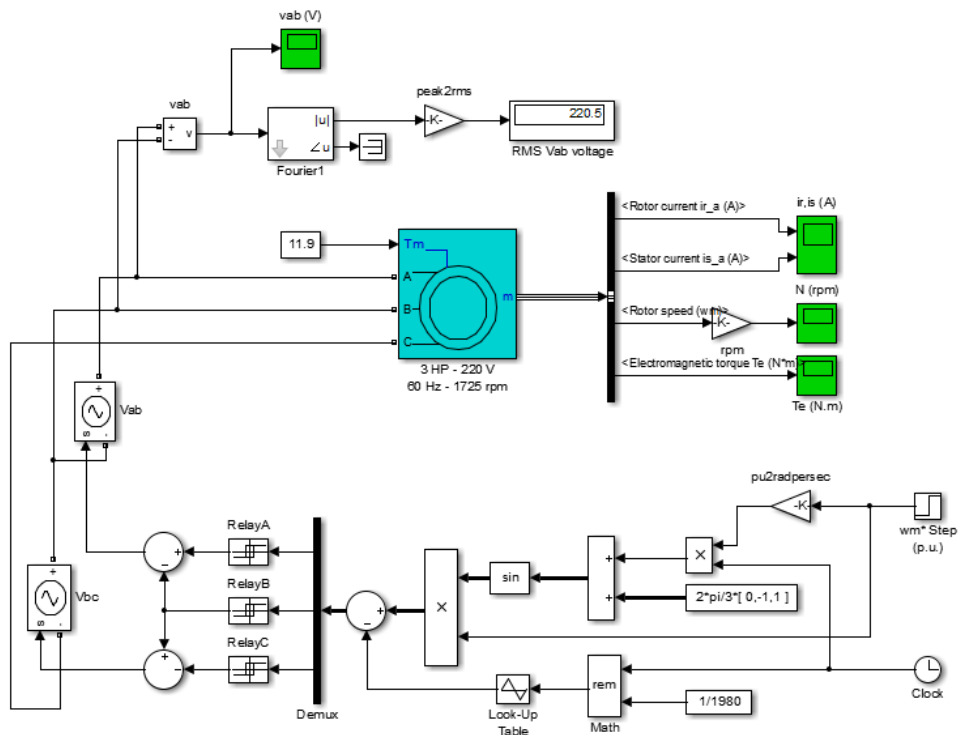 vab (V)
vab
+
-
v
|u|
∠u
Fourier1
peak2rms
-K-
220.5
RMS Vab voltage
11.9
Tm
A
B
C
m
3 HP - 220 V
60 Hz - 1725 rpm
<Rotor current ir_a (A)>
<Stator current is_a (A)>
<Rotor speed (wm)>
<Electromagnetic torque Te (N*m)>
ir,is (A)
N (rpm)
-K-
rpm
Te (N.m)
+
s
-
Vab
+
s
-
Vbc
+
−
+
−
RelayA
RelayB
RelayC
Demux
+
−
×
sin
+
+
×
pu2radpersec
-K-
wm* Step
(p.u.)
2*pi/3*[ 0,-1,1 ]
Look-Up
Table
rem
Math
1/1980
Clock